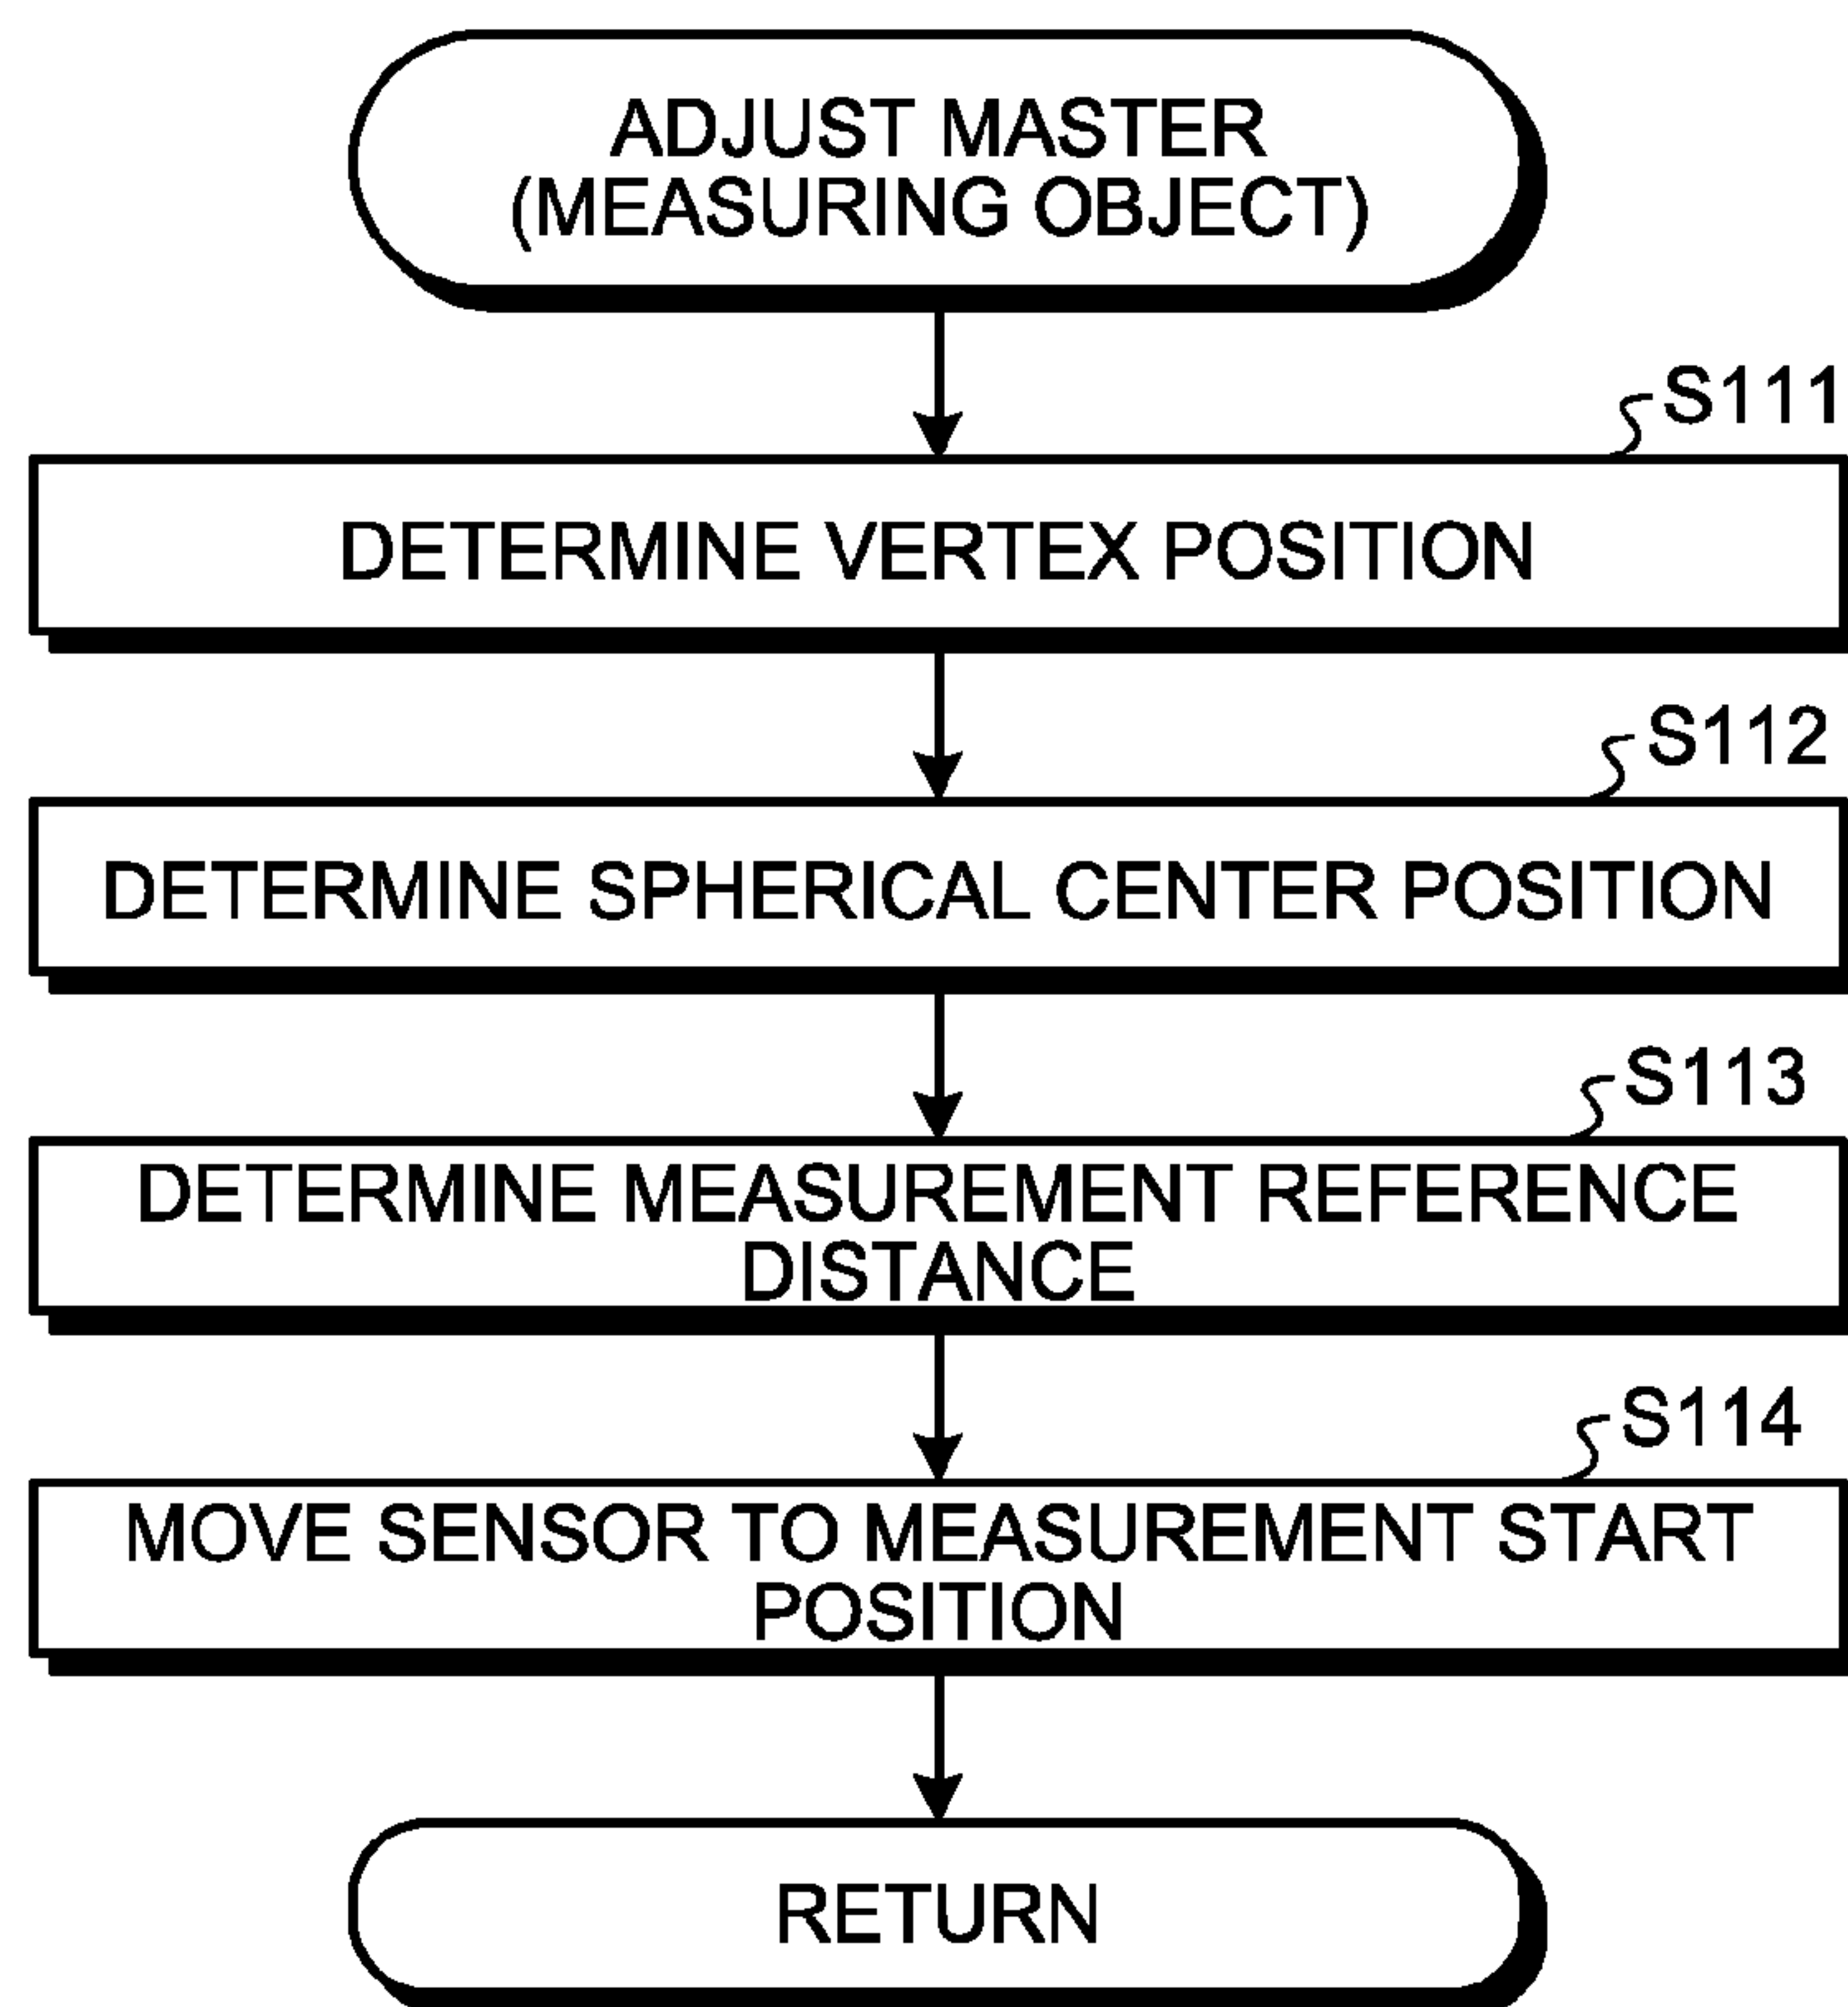 ADJUST MASTER
(MEASURING OBJECT)
S111
DETERMINE VERTEX POSITION
S112
DETERMINE SPHERICAL CENTER POSITION
S113
DETERMINE MEASUREMENT REFERENCE
DISTANCE
S114
MOVE SENSOR TO MEASUREMENT START
POSITION
RETURN